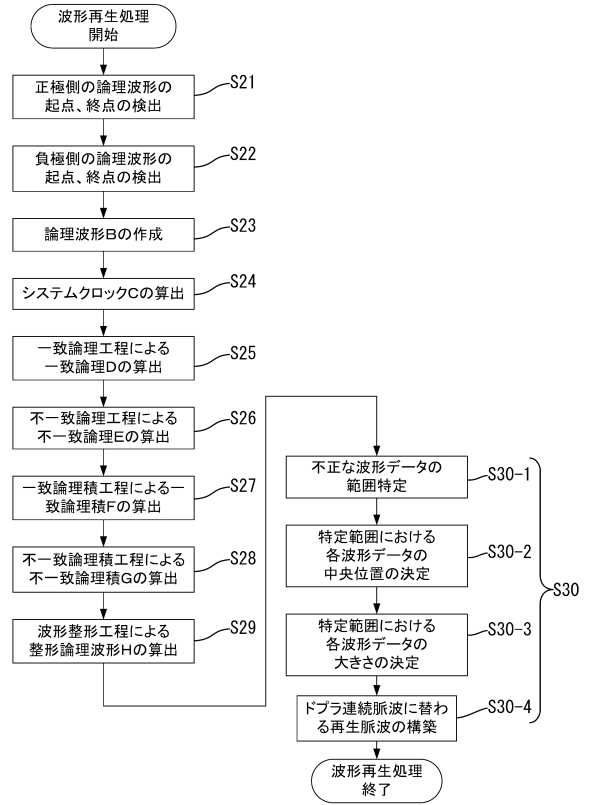 波形再生処理
開始
正極側の論理波形の
起点、終点の検出
S21
負極側の論理波形の
起点、終点の検出
S22
論理波形Bの作成
S23
システムクロックCの算出
S24
一致論理工程による
一致論理Dの算出
S25
不一致論理工程による
不一致論理Eの算出
S26
一致論理積工程による一
致論理積Fの算出
S27
不一致論理積工程による
不一致論理積Gの算出
S28
波形整形工程による
整形論理波形Hの算出
S29
不正な波形データの
範囲特定
S30-1
特定範囲における
各波形データの
中央位置の決定
S30-2
特定範囲における
各波形データの
大きさの決定
S30-3
ドプラ連続脈波に替わ
る再生脈波の構築
S30-4
S30
波形再生処理
終了